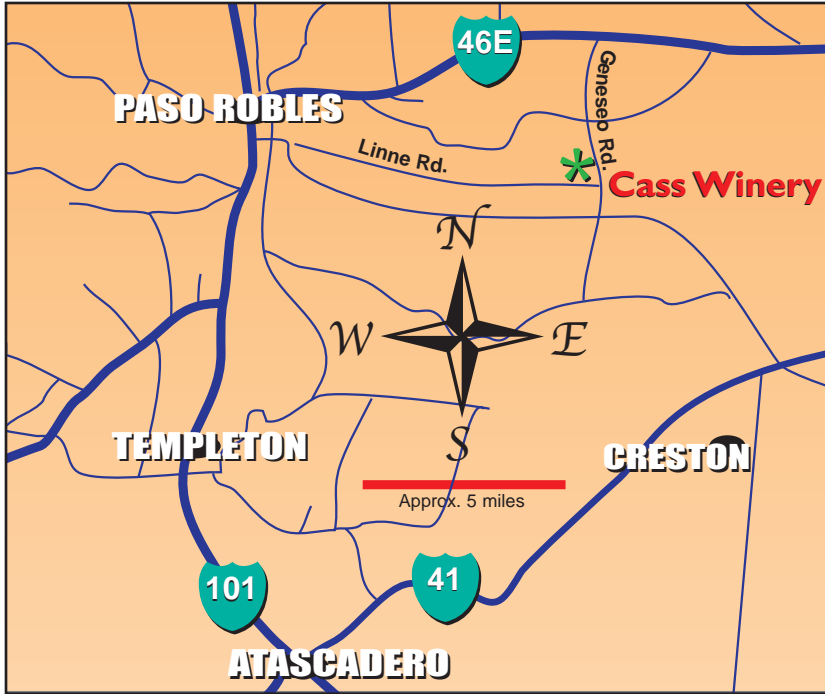 46E
PASO ROBLES
Geneseo Rd.
Linne Rd.
Cass Winery
N
W
E
S
TEMPLETON
CRESTON
Approx. 5 miles
101
41
ATASCADERO